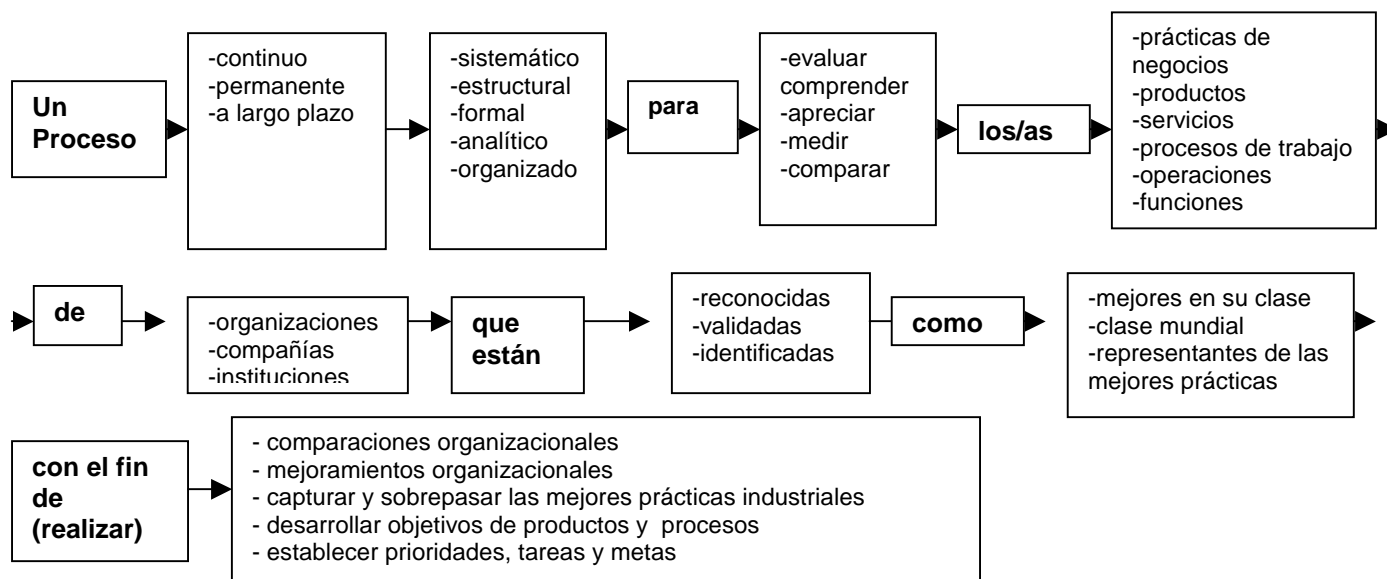 Un
Proceso
-continuo
-permanente
-a largo plazo
-sistemático
-estructural
-formal
-analítico
-organizado
para
-evaluar
comprender
-apreciar
-medir
-comparar
los/as
-prácticas de
negocios
-productos
-servicios
-procesos de trabajo
-operaciones
-funciones
de
-organizaciones
-compañías
-instituciones
que
están
-reconocidas
-validadas
-identificadas
como
-mejores en su clase
-clase mundial
-representantes de las
mejores prácticas
con el fin
de
(realizar)
- comparaciones organizacionales
- mejoramientos organizacionales
- capturar y sobrepasar las mejores prácticas industriales
- desarrollar objetivos de productos y procesos
- establecer prioridades, tareas y metas